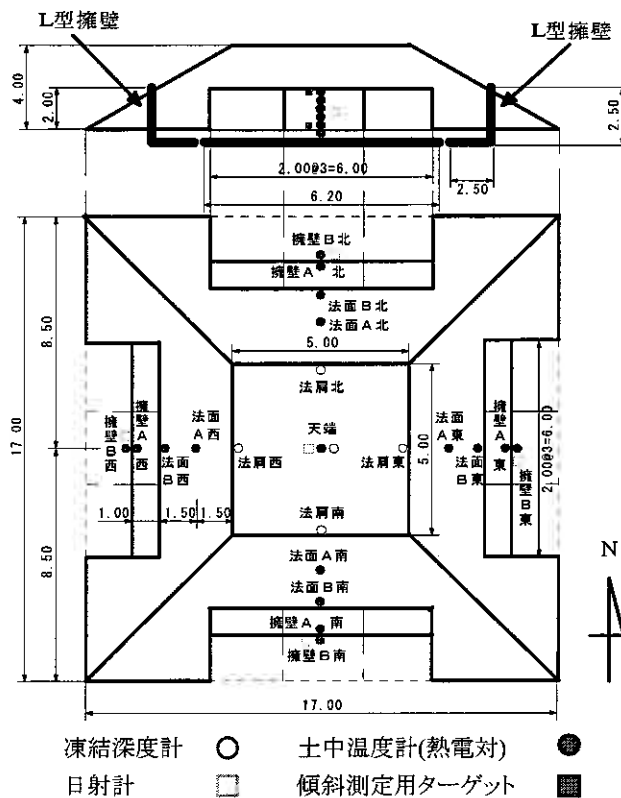 L型擁壁
L型擁壁
4.00
2.00
2.50
2.00@3=6.00
6.20
2.50
擁壁B北
擁壁A北
法面B北
法面A北
5.00
法肩北
8.50
17.00
8.50
擁壁B西
擁壁A西
法面B西
法面A西
法肩西
天端
法肩東
5.00
法面A東
法面B東
擁壁A東
擁壁B東
2.00@3=6.00
1.00
1.50
1.50
法肩南
法面A南
法面B南
擁壁A南
擁壁B南
N
17.00
凍結深度計 土中温度計(熱電対)
日射計 傾斜測定用ターゲット